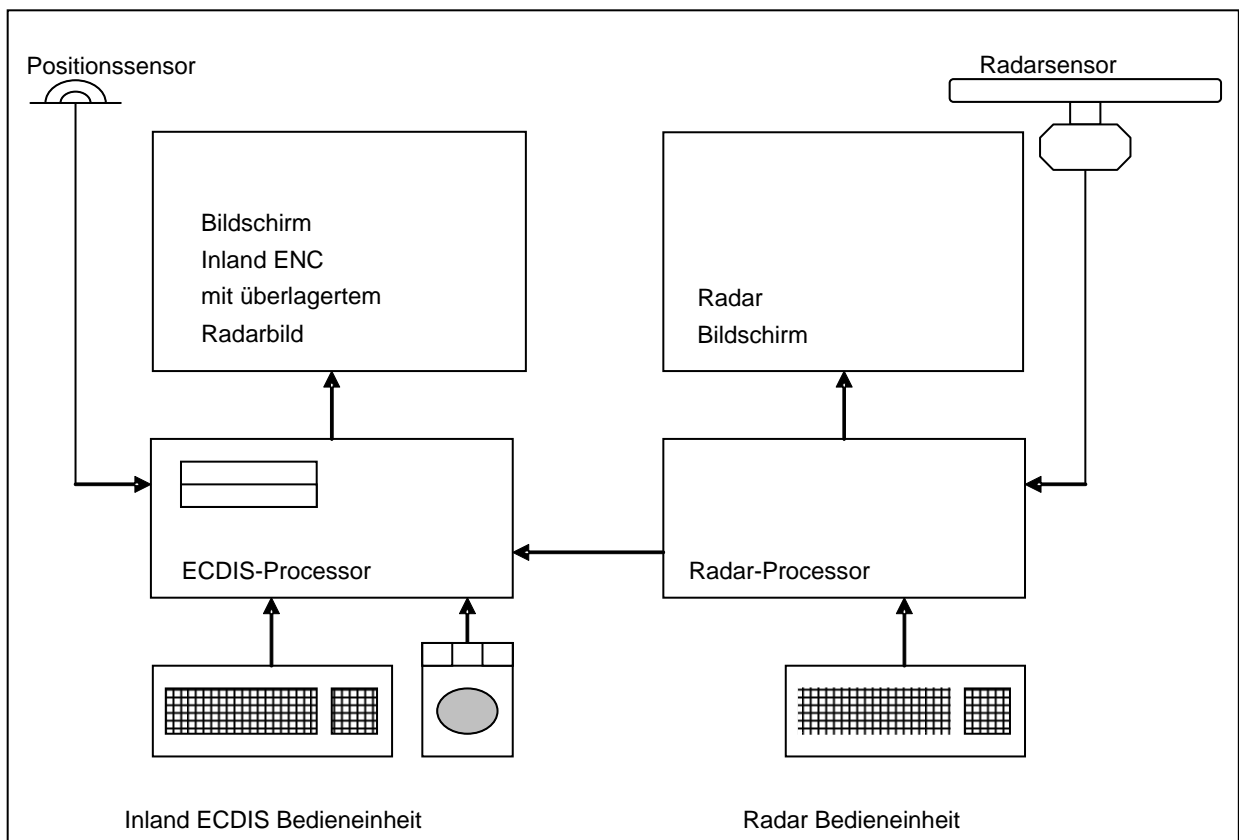 Positionssensor
Radarsensor
Bildschirm
Inland ENC
mit überlagertem
Radarbild
Radar
Bildschirm
ECDIS-Processor
Radar-Processor
Inland ECDIS Bedieneinheit
Radar Bedieneinheit